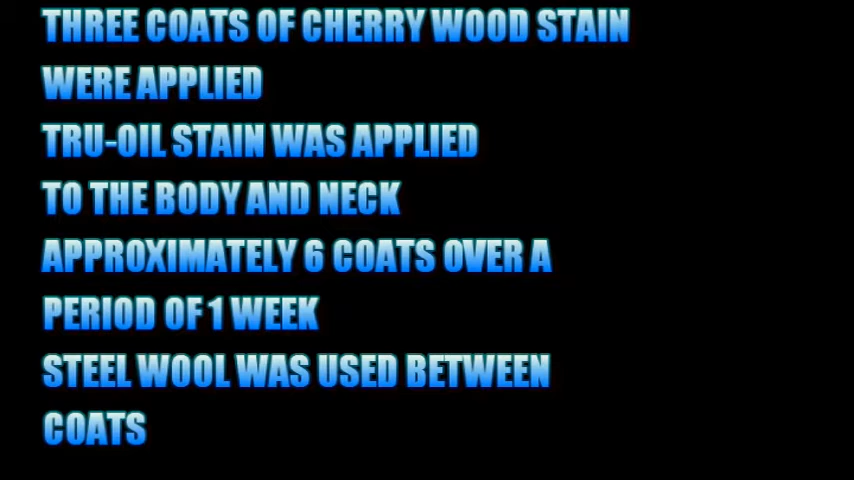 THREE COATS OF CHERRY WOOD STAIN
WERE APPLIED
TRU-OIL STAIN WAS APPLIED
TO THE BODY AND NECK
APPROXIMATELY 6 COATS OVER A
PERIOD OF 1 WEEK
STEEL WOOL WAS USED BETWEEN
COATS